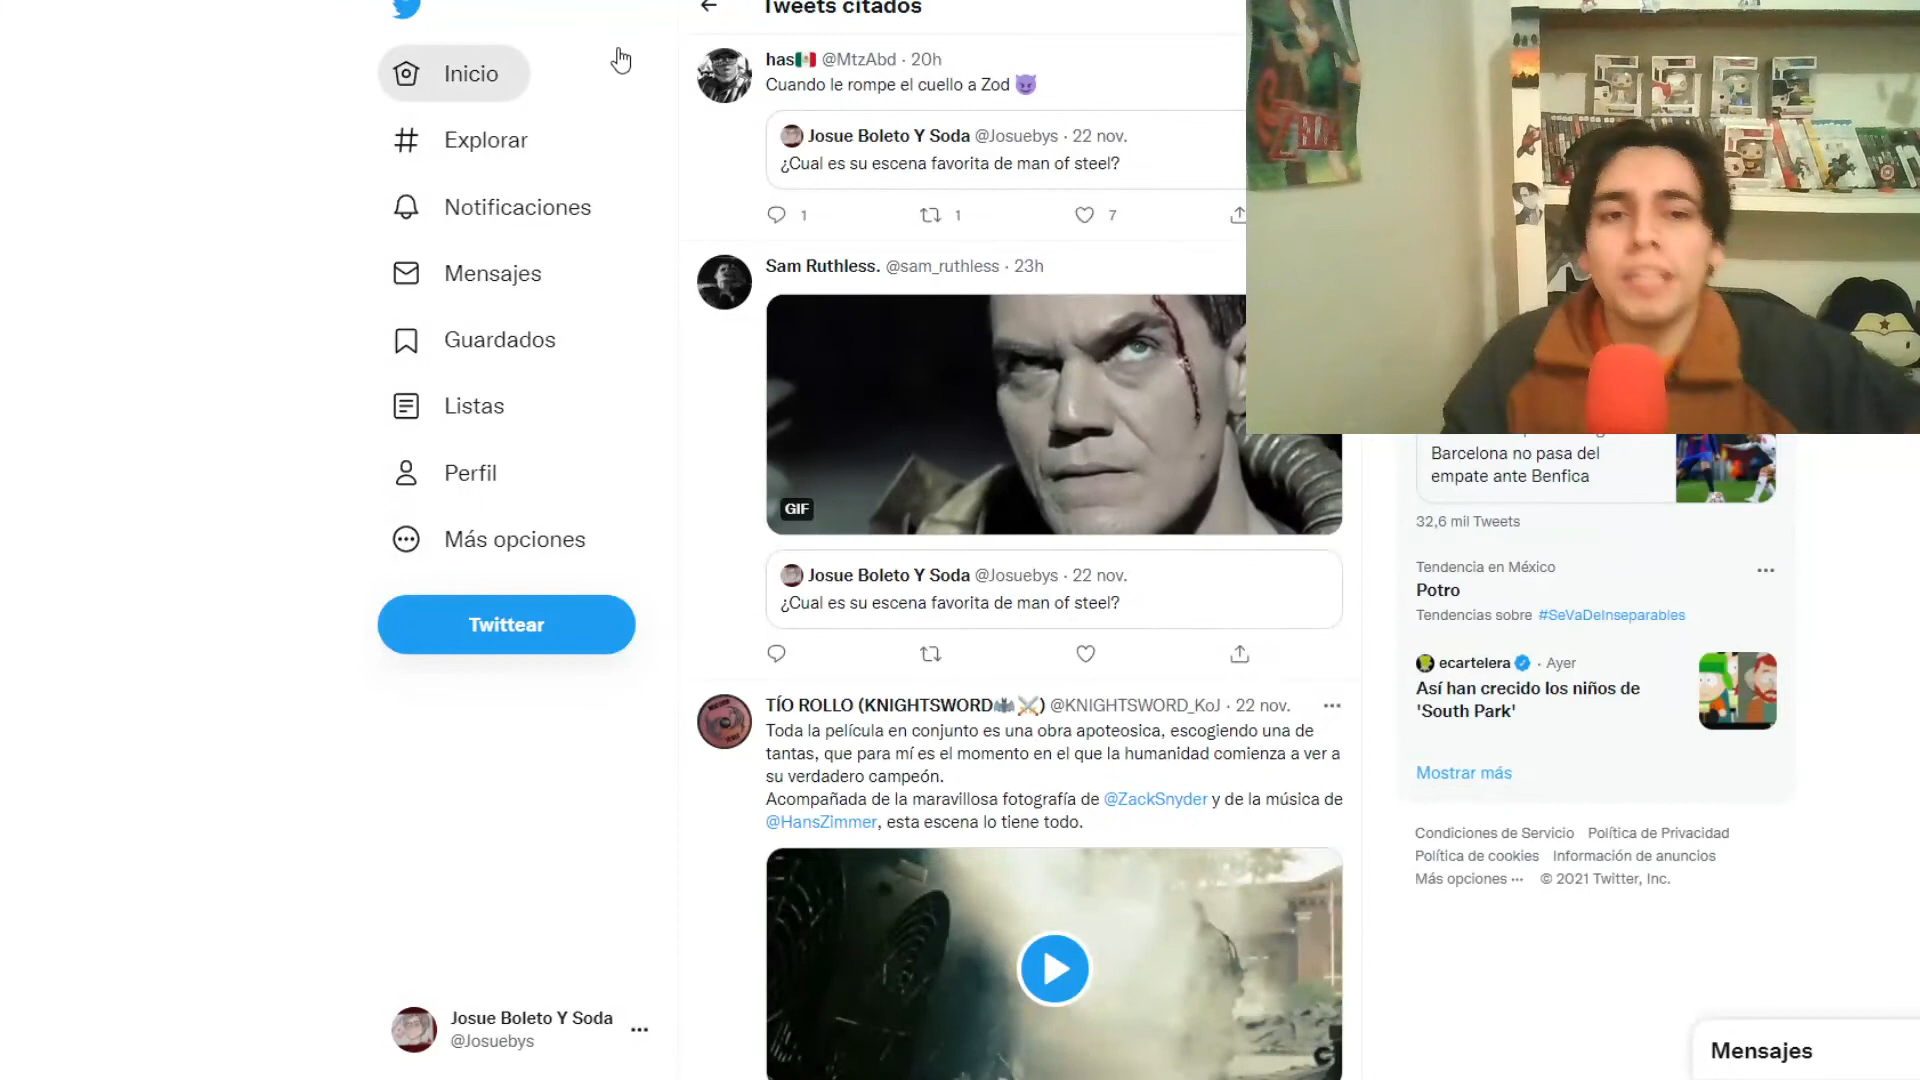 Tweets citados
Inicio
Explorar
Notificaciones
Mensajes
Guardados
Listas
Perfil
Más opciones
Twittear
Josue Boleto Y Soda
@Josuebys
has🇲🇽 @MtzAbd · 20h
Cuando le rompe el cuello a Zod 😈
Josue Boleto Y Soda @Josuebys · 22 nov.
¿Cual es su escena favorita de man of steel?
1 1 7
Sam Ruthless. @sam_ruthless · 23h
GIF
Josue Boleto Y Soda @Josuebys · 22 nov.
¿Cual es su escena favorita de man of steel?
TÍO ROLLO (KNIGHTSWORD🦇⚔️) @KNIGHTSWORD_KoJ · 22 nov.
Toda la película en conjunto es una obra apoteosica, escogiendo una de
tantas, que para mí es el momento en el que la humanidad comienza a ver a
su verdadero campeón.
Acompañada de la maravillosa fotografía de @ZackSnyder y de la música de
@HansZimmer, esta escena lo tiene todo.
Barcelona no pasa del
empate ante Benfica
32,6 mil Tweets
Tendencia en México
Potro
Tendencias sobre #SeVaDeInseparables
ecartelera · Ayer
Así han crecido los niños de
'South Park'
Mostrar más
Condiciones de Servicio Política de Privacidad
Política de cookies Información de anuncios
Más opciones ··· © 2021 Twitter, Inc.
Mensajes